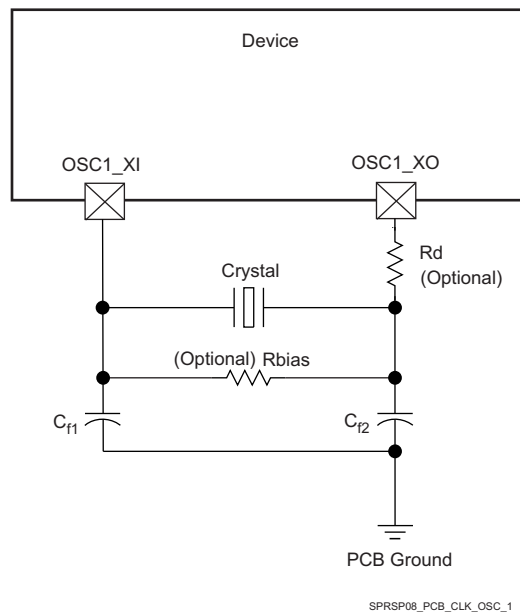 Device
OSC1_XI
OSC1_XO
Rd
(Optional)
Crystal
(Optional) Rbias
Cf1
Cf2
PCB Ground
SPRSP08_PCB_CLK_OSC_1